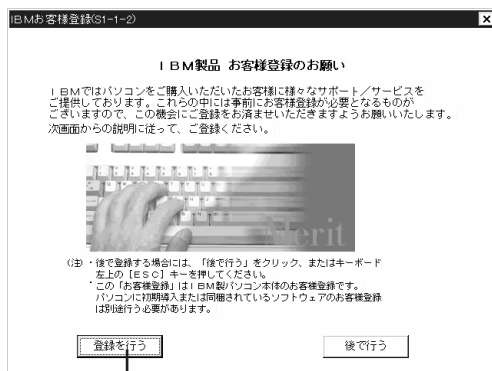 IBMお客様登録(S1-1-2)
IBM製品 お客様登録のお願い
IBMではパソコンをご購入いただいたお客様に様々なサポート／サービスを
ご提供しております。これらの中には事前にお客様登録が必要となるものが
ございますので、この機会にご登録をお済ませいただきますようお願いいたします。
次画面からの説明に従って、ご登録ください。
Merit
(注)・後で登録する場合には、「後で行う」をクリック、またはキーボード
左上の［ESC］キーを押してください。
・この「お客様登録」はIBM製パソコン本体のお客様登録です。
パソコンに初期導入または同梱されているソフトウェアのお客様登録
は別途行う必要があります。
登録を行う
後で行う